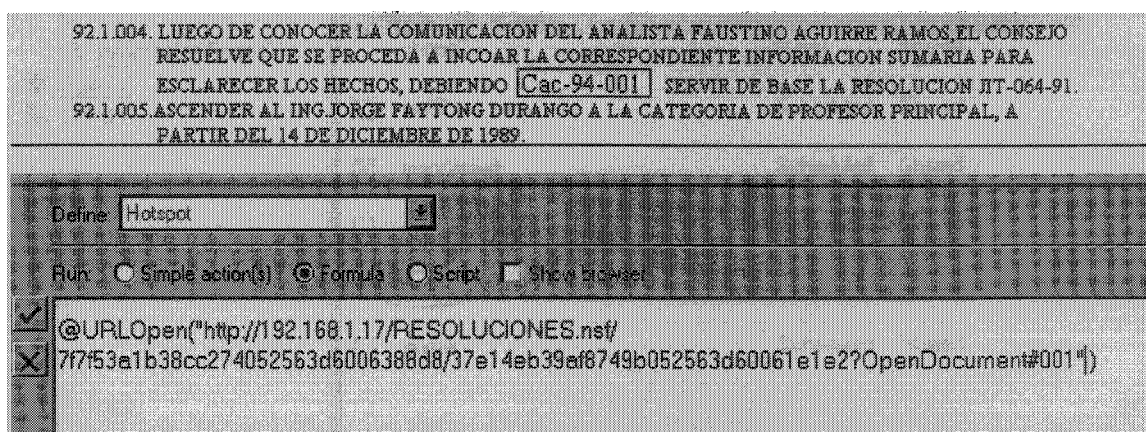 92.1.004. LUEGO DE CONOCER LA COMUNICACION DEL ANALISTA FAUSTINO AGUIRRE RAMOS,EL CONSEJO
RESUELVE QUE SE PROCEDA A INCOAR LA CORRESPONDIENTE INFORMACION SUMARIA PARA
ESCLARECER LOS HECHOS, DEBIENDO Cac-94-001 SERVIR DE BASE LA RESOLUCION JIT-064-91.
92.1.005.ASCENDER AL ING.JORGE FAYTONG DURANGO A LA CATEGORIA DE PROFESOR PRINCIPAL, A
PARTIR DEL 14 DE DICIEMBRE DE 1989.
Define: Hotspot
Run: Simple action(s) Formula Script Show browser
@URLOpen("http://192.168.1.17/RESOLUCIONES.nsf/
7f7f53a1b38cc274052563d6006388d8/37e14eb39af8749b052563d60061e1e2?OpenDocument#001")